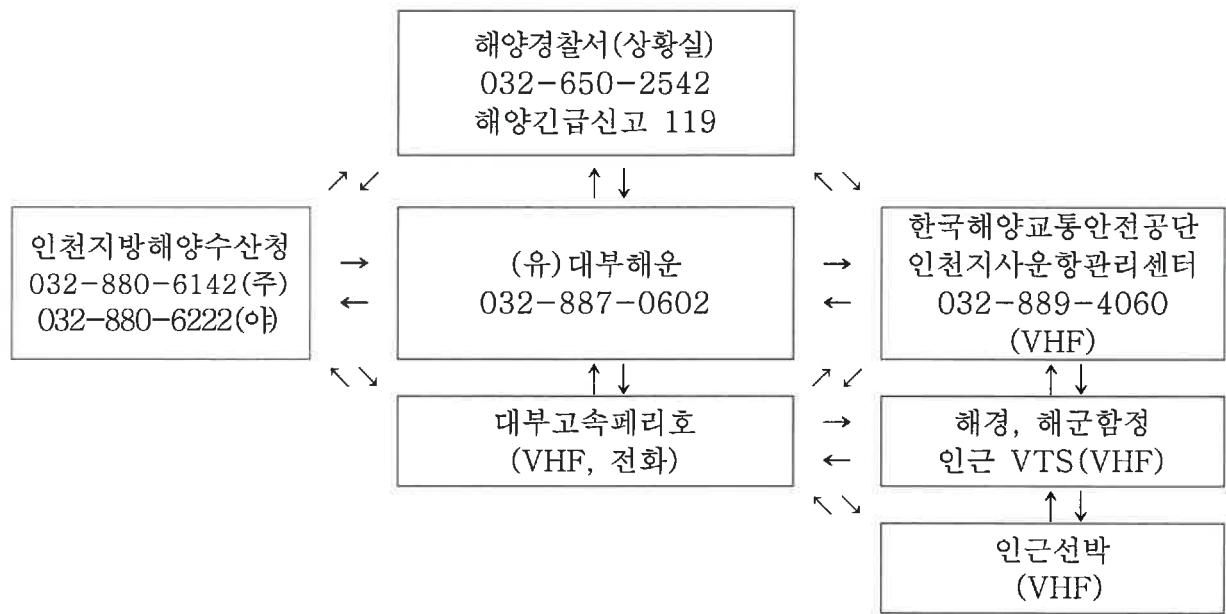 해양경찰서(상황실)
032-650-2542
해양긴급신고 119
↗↙ ↑↓ ↖↘
인천지방해양수산청
032-880-6142(주)
032-880-6222(야)
→
←
(유)대부해운
032-887-0602
→
←
한국해양교통안전공단
인천지사운항관리센터
032-889-4060
(VHF)
↖↘ ↑↓ ↗↙ ↑↓
대부고속페리호
(VHF, 전화)
→
←
해경, 해군함정
인근 VTS(VHF)
↖↘ ↑↓
인근선박
(VHF)